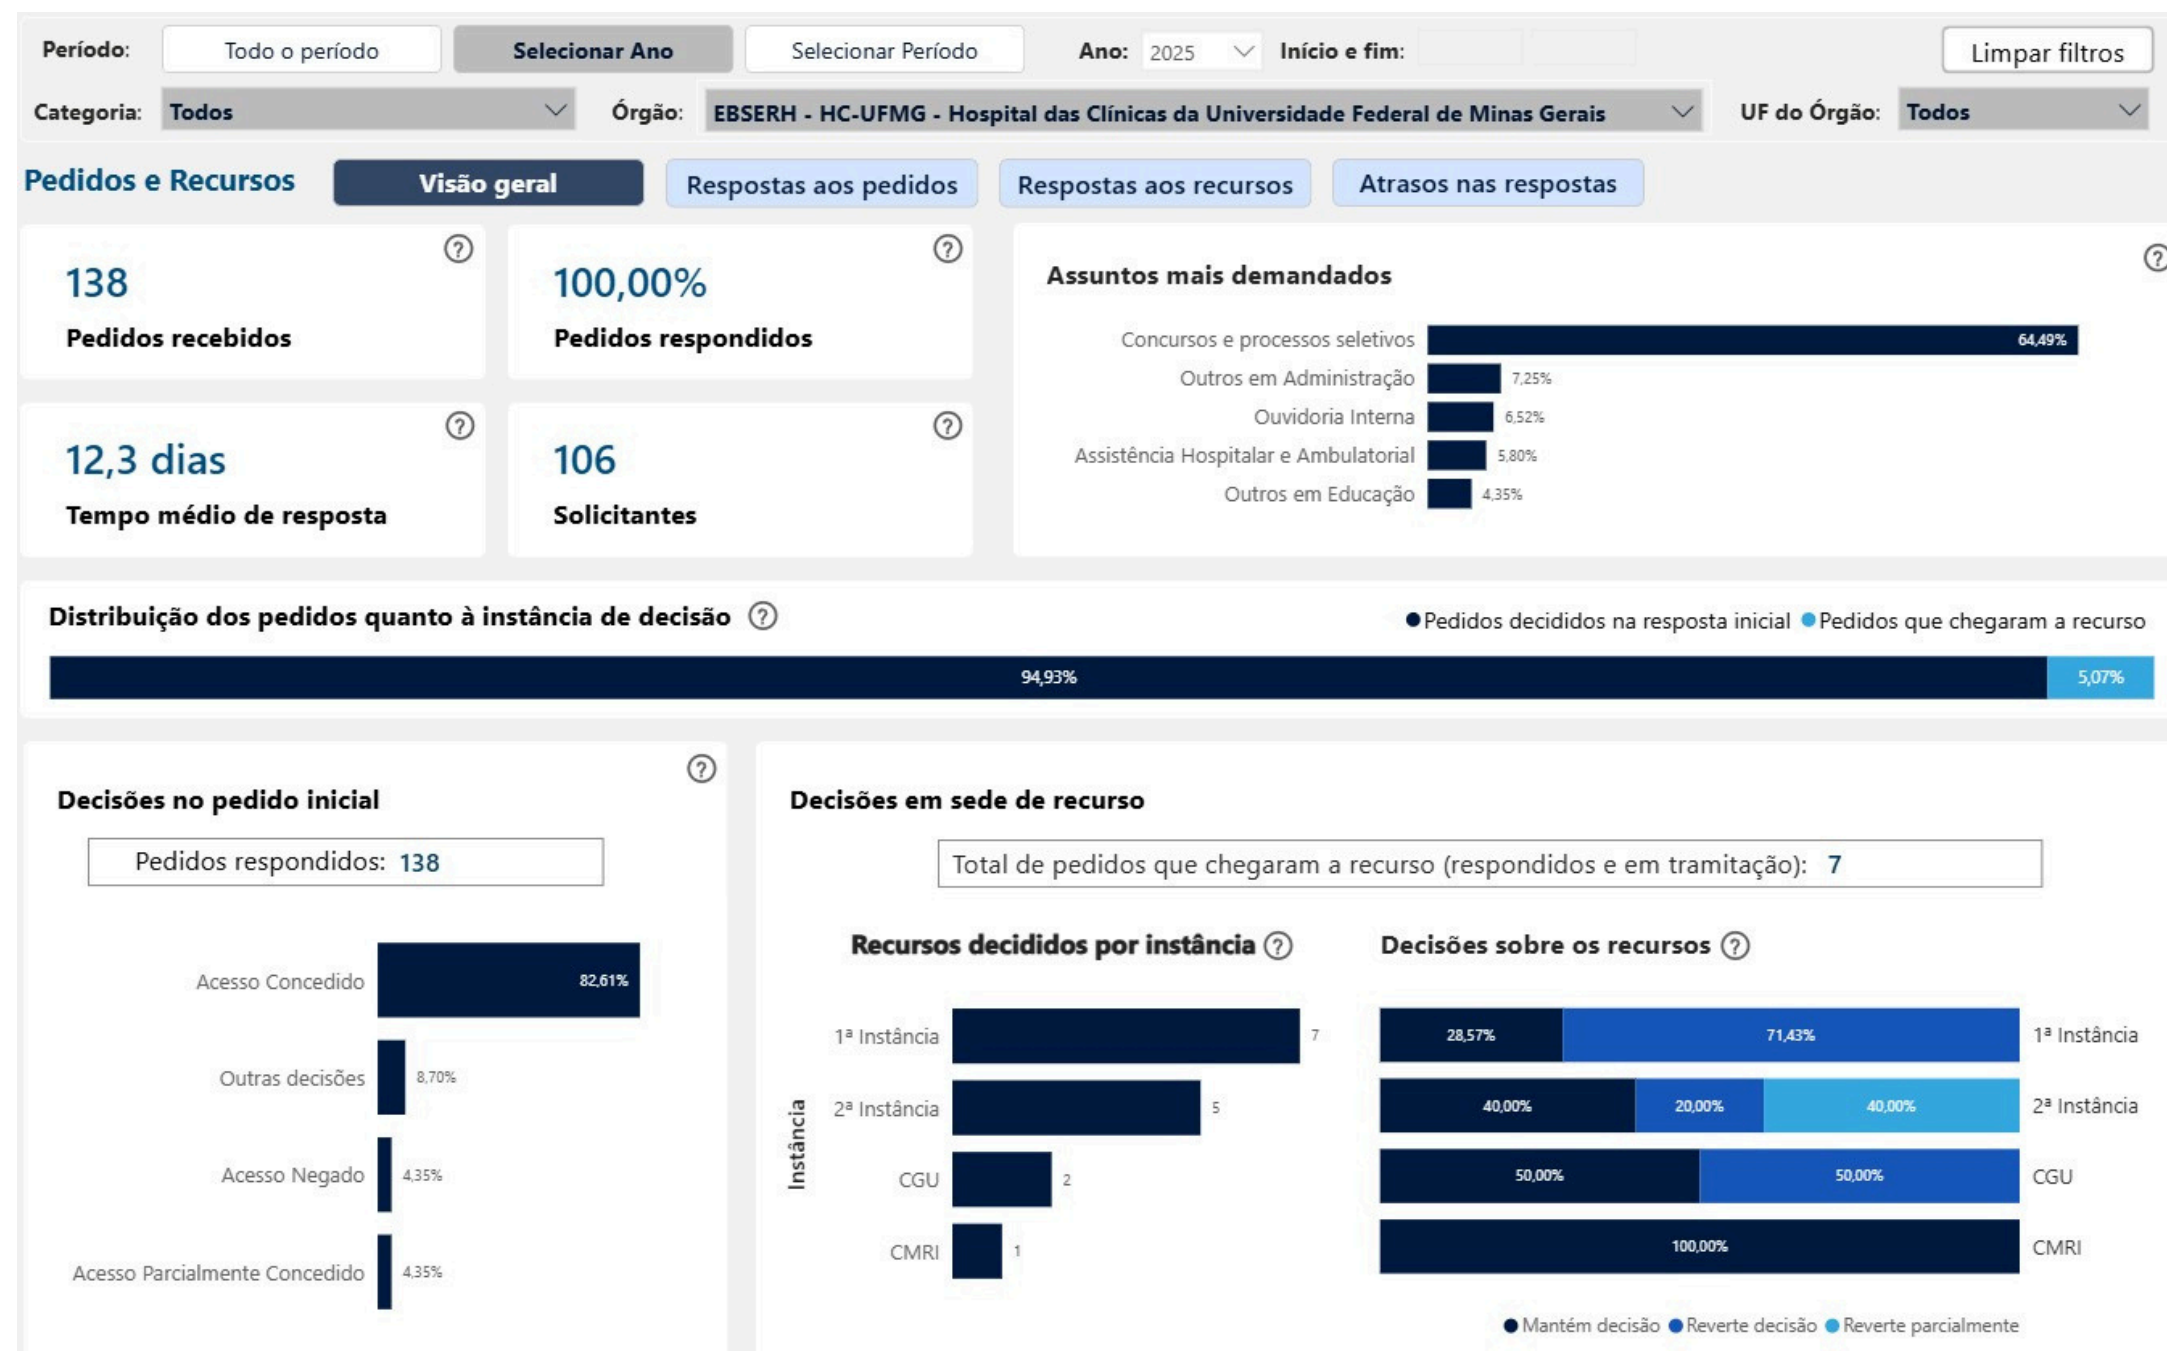 Período: Todo o período Selecionar Ano Selecionar Período Ano: 2025 Início e fim: Limpar filtros
Categoria: Todos Órgão: EBSERH - HC-UFMG - Hospital das Clínicas da Universidade Federal de Minas Gerais UF do Órgão: Todos
Pedidos e Recursos Visão geral Respostas aos pedidos Respostas aos recursos Atrasos nas respostas
138
Pedidos recebidos
100,00%
Pedidos respondidos
12,3 dias
Tempo médio de resposta
106
Solicitantes
Assuntos mais demandados
Concursos e processos seletivos 64,49%
Outros em Administração 7,25%
Ouvidoria Interna 6,52%
Assistência Hospitalar e Ambulatorial 5,80%
Outros em Educação 4,35%
Distribuição dos pedidos quanto à instância de decisão ? Pedidos decididos na resposta inicial Pedidos que chegaram a recurso
94,93% 5,07%
Decisões no pedido inicial
Pedidos respondidos: 138
Acesso Concedido 82,61%
Outras decisões 8,70%
Acesso Negado 4,35%
Acesso Parcialmente Concedido 4,35%
Decisões em sede de recurso
Total de pedidos que chegaram a recurso (respondidos e em tramitação): 7
Recursos decididos por instância ?
Instância
1ª Instância 7
2ª Instância 5
CGU 2
CMRI 1
Decisões sobre os recursos ?
28,57% 71,43% 1ª Instância
40,00% 20,00% 40,00% 2ª Instância
50,00% 50,00% CGU
100,00% CMRI
Mantém decisão Reverte decisão Reverte parcialmente